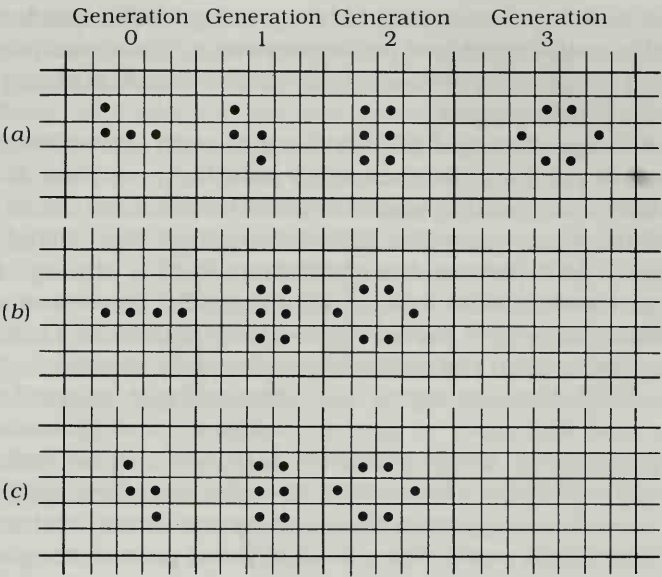 Generation Generation Generation Generation
0 1 2 3
(a)
(b)
(c)